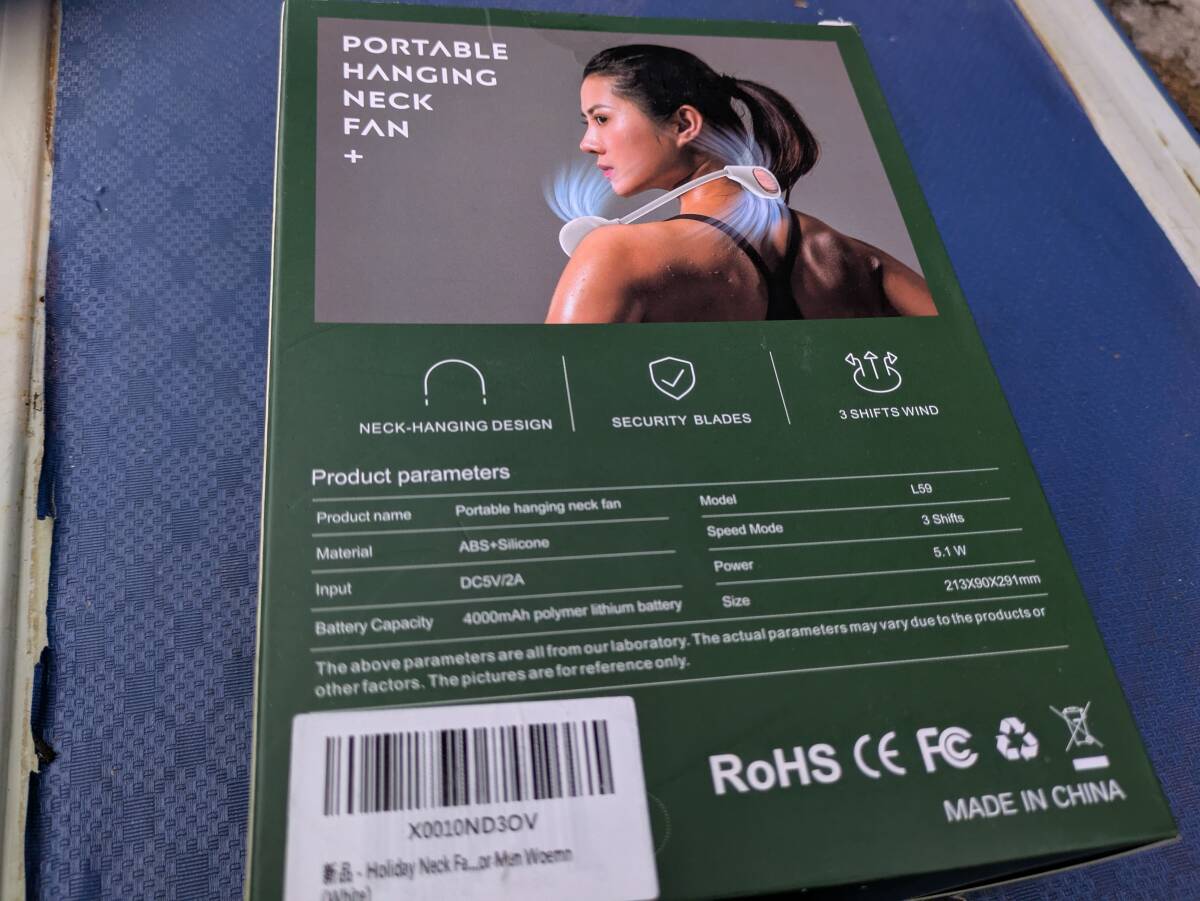 PORTABLE
HANGING
NECK
FAN
+
NECK-HANGING DESIGN
SECURITY BLADES
3 SHIFTS WIND
Product parameters
Product name Portable hanging neck fan
Material ABS+Silicone
Input DC5V/2A
Battery Capacity 4000mAh polymer lithium battery
Model L59
Speed Mode 3 Shifts
Power 5.1 W
Size 213X90X291mm
The above parameters are all from our laboratory. The actual parameters may vary due to the products or
other factors. The pictures are for reference only.
RoHS CE FC
MADE IN CHINA
X0010ND3OV
新品 - Holiday Neck Fa...or Men Woemn
(White)